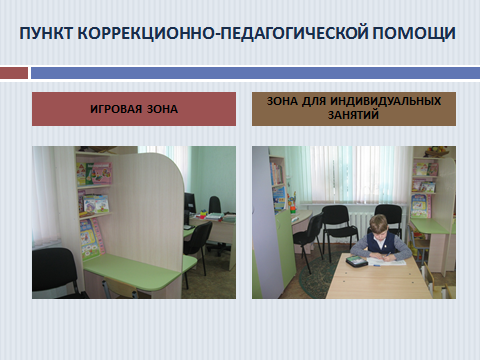 ПУНКТ КОРРЕКЦИОННО-ПЕДАГОГИЧЕСКОЙ ПОМОЩИ
ИГРОВАЯ ЗОНА
ЗОНА ДЛЯ ИНДИВИДУАЛЬНЫХ
ЗАНЯТИЙ